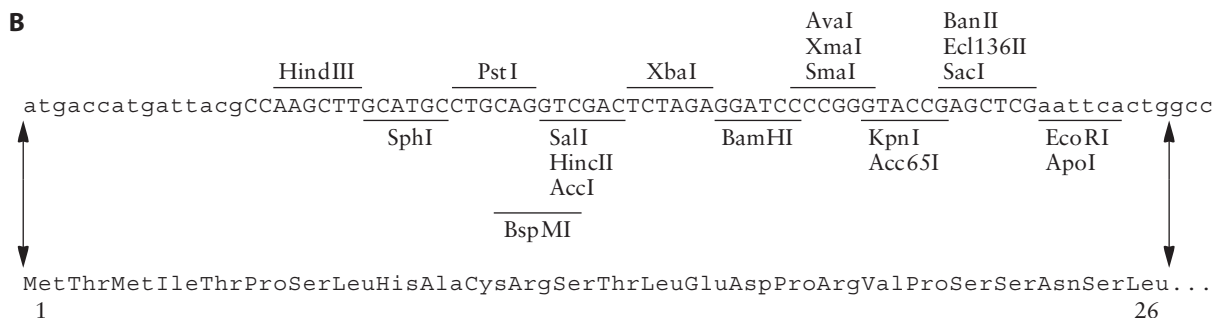 B
AvaI
XmaI
SmaI
BanII
Ecl136II
SacI
HindIII PstI XbaI
atgaccatgattacgCCAAGCTTGCATGCCTGCAGGTCGACTCTAGAGGATCCCCGGGTACCGAGCTCGaattcactggcc
SphI
SalI
HincII
AccI
BamHI
KpnI
Acc65I
EcoRI
ApoI
BspMI
MetThrMetIleThrProSerLeuHisAlaCysArgSerThrLeuGluAspProArgValProSerSerAsnSerLeu...
1 26